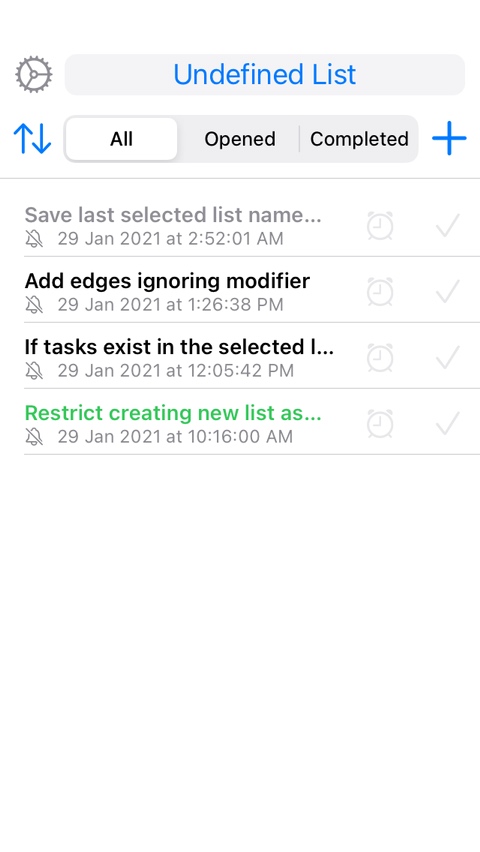 Undefined List
All Opened Completed
Save last selected list name...
29 Jan 2021 at 2:52:01 AM
Add edges ignoring modifier
29 Jan 2021 at 1:26:38 PM
If tasks exist in the selected l...
29 Jan 2021 at 12:05:42 PM
Restrict creating new list as...
29 Jan 2021 at 10:16:00 AM